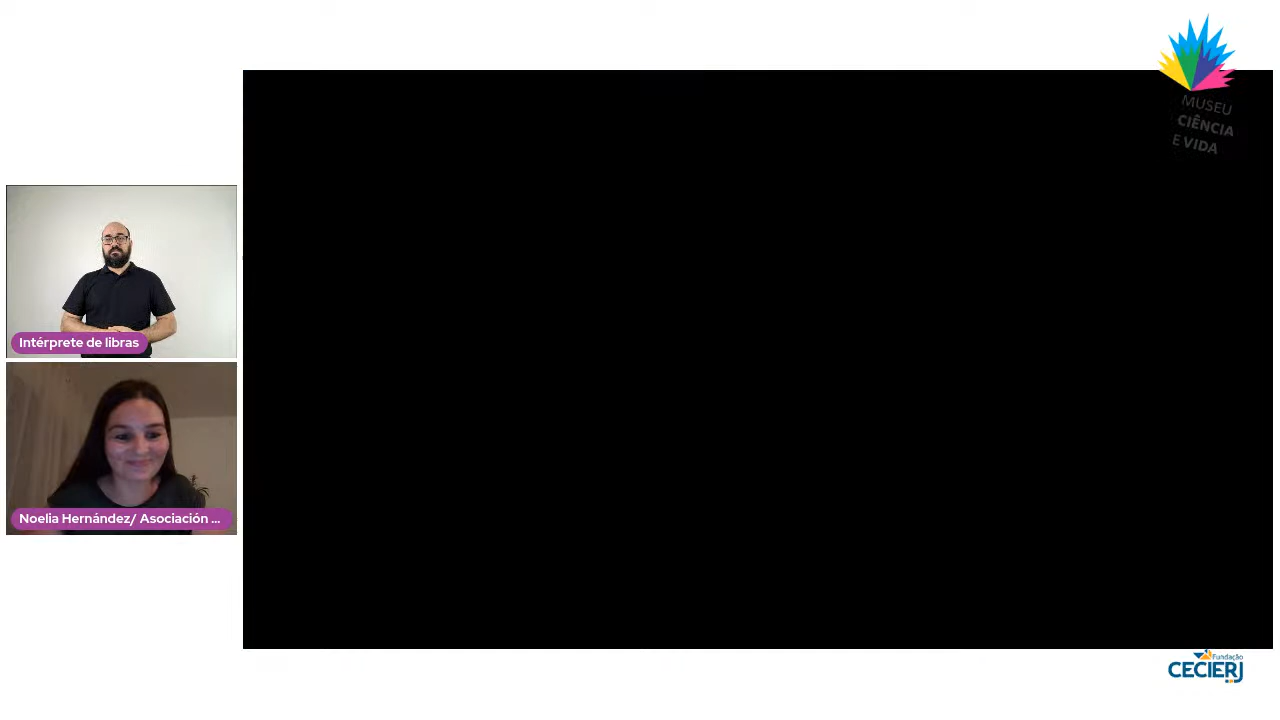 MUSEU
CIÊNCIA
E VIDA
Intérprete de libras
Noelia Hernández/ Asociación ...
Fundação
CECIERJ